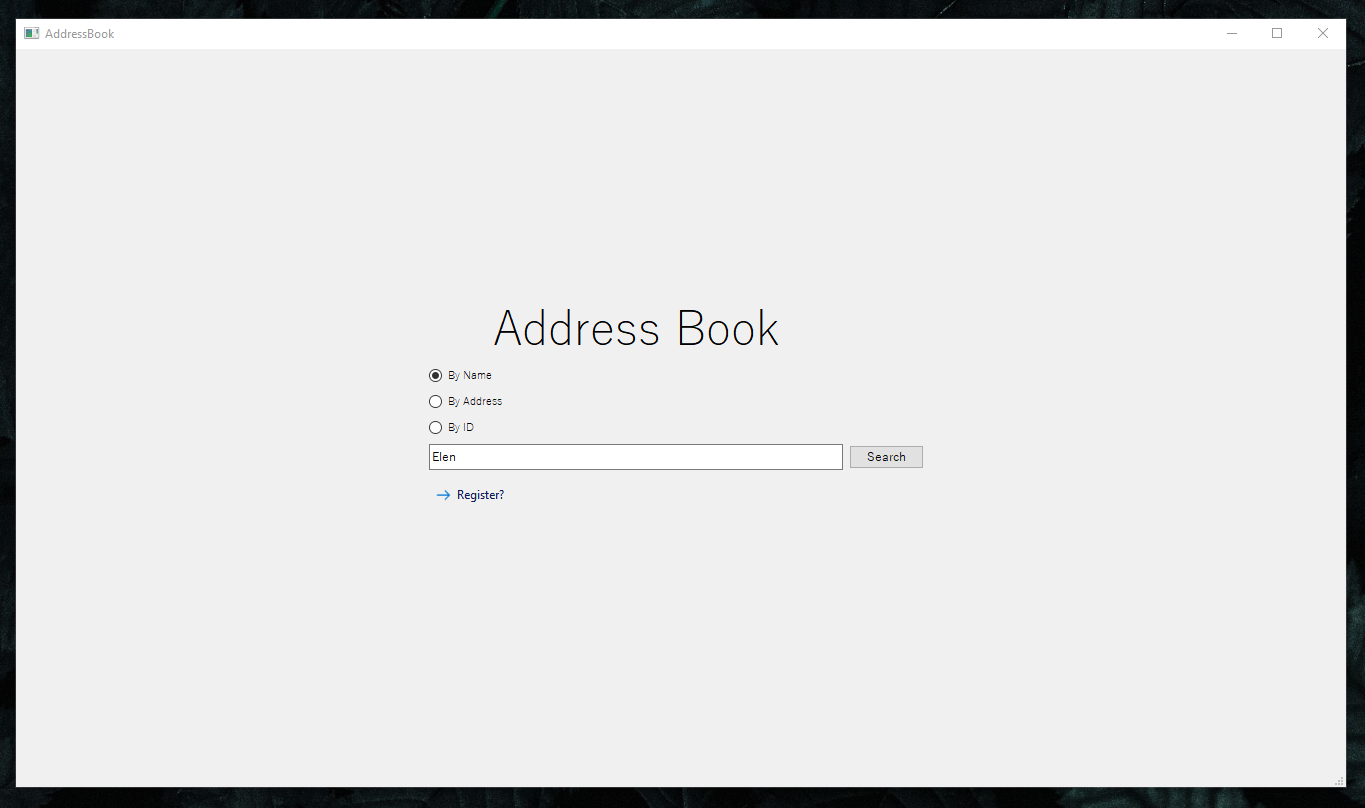 AddressBook
Address Book
By Name
By Address
By ID
Elen Search
Register?